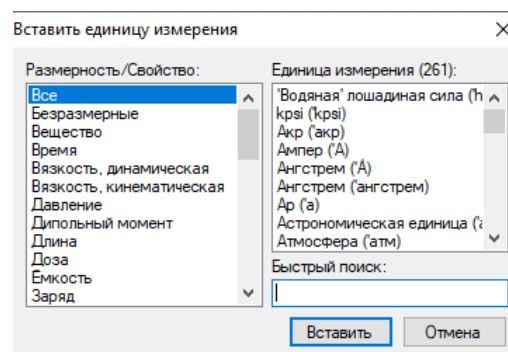 Вставить единицу измерения
Размерность/Свойство:
Все
Безразмерные
Вещество
Время
Вязкость, динамическая
Вязкость, кинематическая
Давление
Дипольный момент
Длина
Доза
Ёмкость
Заряд
Единица измерения (261):
'Водяная' лошадиная сила ('h
kpsi ('kpsi)
Акр ('акр)
Ампер ('А)
Ангстрем ('Å)
Ангстрем ('ангстрем)
Ар ('а)
Астрономическая единица ('а
Атмосфера ('атм)
Быстрый поиск:
Вставить
Отмена